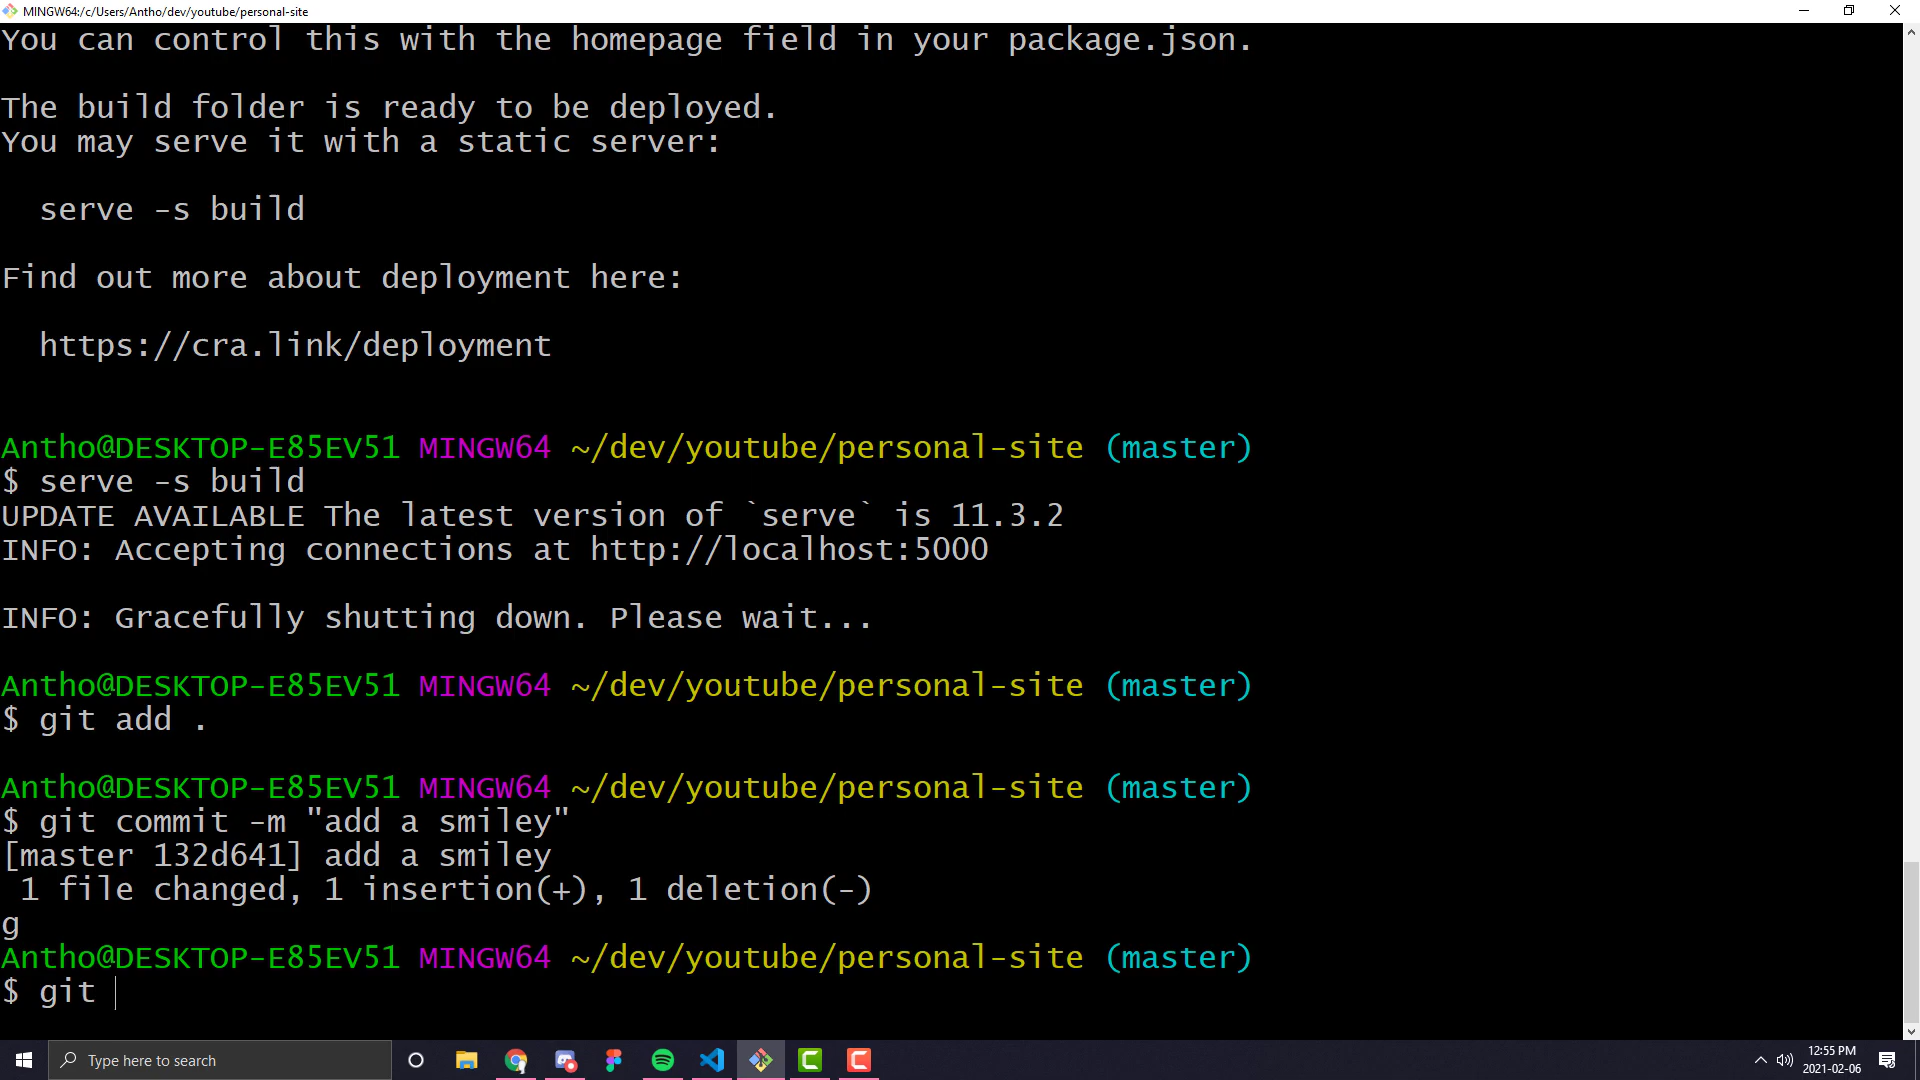 MINGW64:/c/Users/Antho/dev/youtube/personal-site
You can control this with the homepage field in your package.json.
The build folder is ready to be deployed.
You may serve it with a static server:
serve -s build
Find out more about deployment here:
https://cra.link/deployment
Antho@DESKTOP-E85EV51 MINGW64 ~/dev/youtube/personal-site (master)
$ serve -s build
UPDATE AVAILABLE The latest version of `serve` is 11.3.2
INFO: Accepting connections at http://localhost:5000
INFO: Gracefully shutting down. Please wait...
Antho@DESKTOP-E85EV51 MINGW64 ~/dev/youtube/personal-site (master)
$ git add .
Antho@DESKTOP-E85EV51 MINGW64 ~/dev/youtube/personal-site (master)
$ git commit -m "add a smiley"
[master 132d641] add a smiley
1 file changed, 1 insertion(+), 1 deletion(-)
g
Antho@DESKTOP-E85EV51 MINGW64 ~/dev/youtube/personal-site (master)
$ git
Type here to search
12:55 PM
2021-02-06